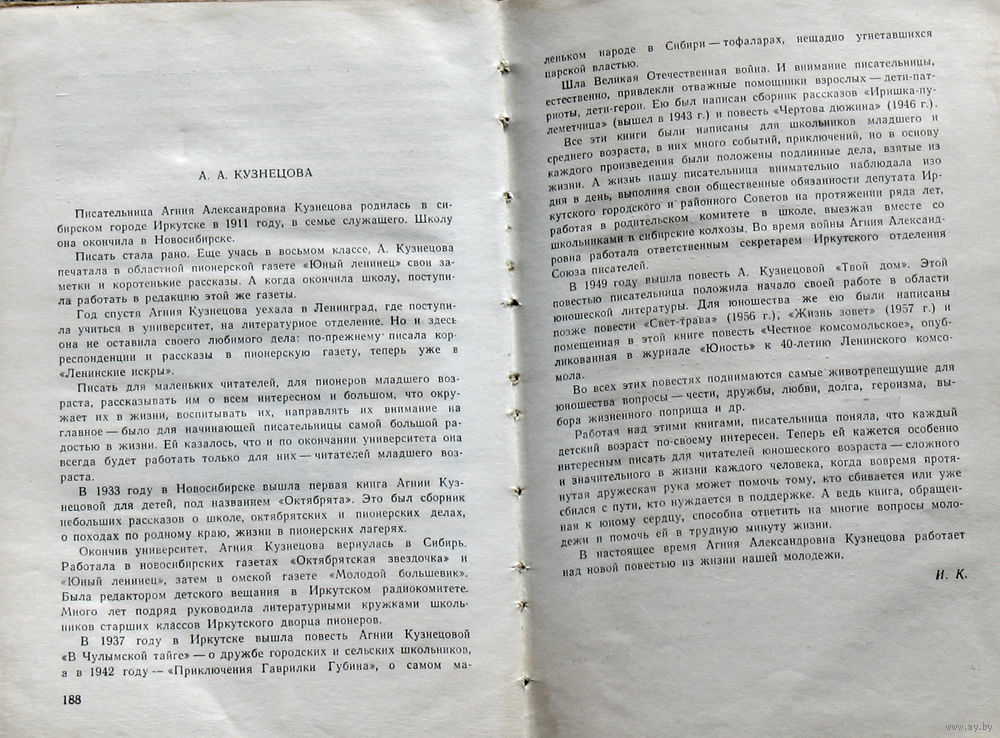 А. А. КУЗНЕЦОВА
Писательница Агния Александровна Кузнецова родилась в си-
бирском городе Иркутске в 1911 году, в семье служащего. Школу
она окончила в Новосибирске.
Писать стала рано. Еще учась в восьмом классе, А. Кузнецова
печатала в областной пионерской газете «Юный ленинец» свои за-
метки и коротенькие рассказы. А когда окончила школу, поступи-
ла работать в редакцию этой же газеты.
Год спустя Агния Кузнецова уехала в Ленинград, где поступи-
ла учиться в университет, на литературное отделение. Но и здесь
она не оставила своего любимого дела: по-прежнему писала кор-
респонденции и рассказы в пионерскую газету, теперь уже в
«Ленинские искры».
Писать для маленьких читателей, для пионеров младшего воз-
раста, рассказывать им о всем интересном и большом, что окру-
жает их в жизни, воспитывать их, направлять их внимание на
главное — было для начинающей писательницы самой большой ра-
достью в жизни. Ей казалось, что и по окончании университета она
всегда будет работать только для них — читателей младшего воз-
раста.
В 1933 году в Новосибирске вышла первая книга Агнии Куз-
нецовой для детей, под названием «Октябрята». Это был сборник
небольших рассказов о школе, октябрятских и пионерских делах,
о походах по родному краю, жизни в пионерских лагерях.
Окончив университет, Агния Кузнецова вернулась в Сибирь.
Работала в новосибирских газетах «Октябрятская звездочка» и
«Юный ленинец», затем в омской газете «Молодой большевик».
Была редактором детского вещания в Иркутском радиокомитете.
Много лет подряд руководила литературными кружками школь-
ников старших классов Иркутского дворца пионеров.
В 1937 году в Иркутске вышла повесть Агнии Кузнецовой
«В Чулымской тайге» — о дружбе городских и сельских школьников,
а в 1942 году — «Приключения Гаврилки Губина», о самом ма-
188
леньком народе в Сибири — тофаларах, нещадно угнетавшихся
царской властью.
Шла Великая Отечественная война. И внимание писательницы,
естественно, привлекли отважные помощники взрослых — дети-пат-
риоты, дети-герои. Ею был написан сборник рассказов «Иришка-пу-
леметчица» (вышел в 1943 г.) и повесть «Чертова дюжина» (1946 г.).
Все эти книги были написаны для школьников младшего и
среднего возраста, в них много событий, приключений, но в основу
каждого произведения были положены подлинные дела, взятые из
жизни. А жизнь нашу писательница внимательно наблюдала изо
дня в день, выполняя свои общественные обязанности депутата Ир-
кутского городского и районного Советов на протяжении ряда лет,
работая в родительском комитете в школе, выезжая вместе со
школьниками в сибирские колхозы. Во время войны Агния Александ-
ровна работала ответственным секретарем Иркутского отделения
Союза писателей.
В 1949 году вышла повесть А. Кузнецовой «Твой дом». Этой
повестью писательница положила начало своей работе в области
юношеской литературы. Для юношества же ею были написаны
позже повести «Свет-трава» (1956 г.), «Жизнь зовет» (1957 г.) и
помещенная в этой книге повесть «Честное комсомольское», опуб-
ликованная в журнале «Юность» к 40-летию Ленинского комсо-
мола.
Во всех этих повестях поднимаются самые животрепещущие для
юношества вопросы — чести, дружбы, любви, долга, героизма, вы-
бора жизненного поприща и др.
Работая над этими книгами, писательница поняла, что каждый
детский возраст по-своему интересен. Теперь ей кажется особенно
интересным писать для читателей юношеского возраста — сложного
и значительного в жизни каждого человека, когда вовремя протя-
нутая дружеская рука может помочь тому, кто сбивается или уже
сбился с пути, кто нуждается в поддержке. А ведь книга, обращен-
ная к юному сердцу, способна ответить на многие вопросы моло-
дежи и помочь ей в трудную минуту жизни.
В настоящее время Агния Александровна Кузнецова работает
над новой повестью из жизни нашей молодежи.
И. К.
www.ay.by